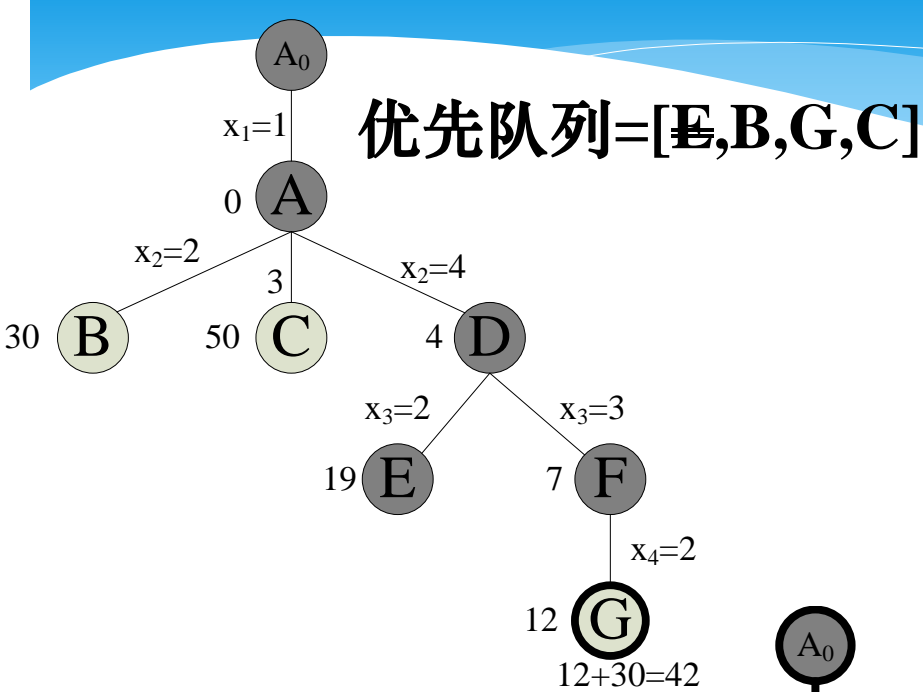 A₀
x₁=1
优先队列=[E,B,G,C]
0 A
x₂=2
3
x₂=4
30 B
50 C
4 D
x₃=2
x₃=3
19 E
7 F
x₄=2
12 G
12+30=42
A₀